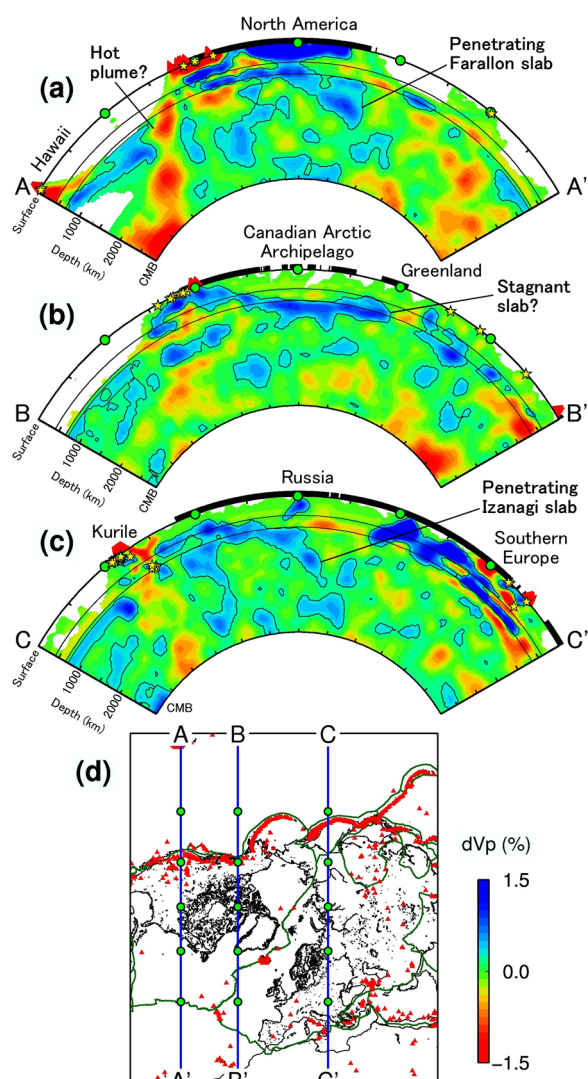 North America
Hot
plume?
Penetrating
Farallon slab
(a)
Hawaii
A
A'
Surface
1000
2000
CMB
Depth (km)
Canadian Arctic
Archipelago
Greenland
Stagnant
slab?
(b)
B
B'
Surface
1000
2000
CMB
Depth (km)
Russia
Penetrating
Izanagi slab
Kurile
Southern
Europe
(c)
C
C'
Surface
1000
2000
CMB
Depth (km)
A
B
C
(d)
dVp (%)
1.5
0.0
−1.5
A'
B'
C'